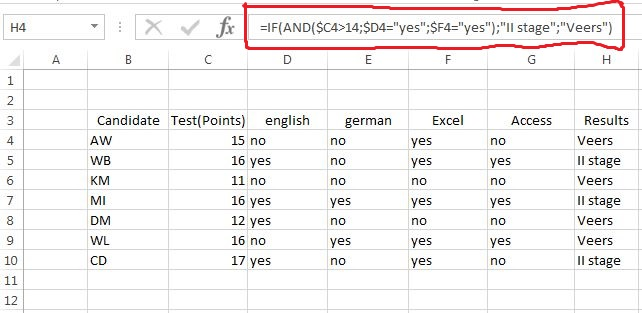 H4 fx =IF(AND($C4>14;$D4="yes";$F4="yes");"II stage";"Veers")
A B C D E F G H
1
2
3 Candidate Test(Points) english german Excel Access Results
4 AW 15 no no yes no Veers
5 WB 16 yes no yes yes II stage
6 KM 11 no no no no Veers
7 MI 16 yes yes yes yes II stage
8 DM 12 yes no no no Veers
9 WL 16 no yes yes yes Veers
10 CD 17 yes no yes no II stage
11
12